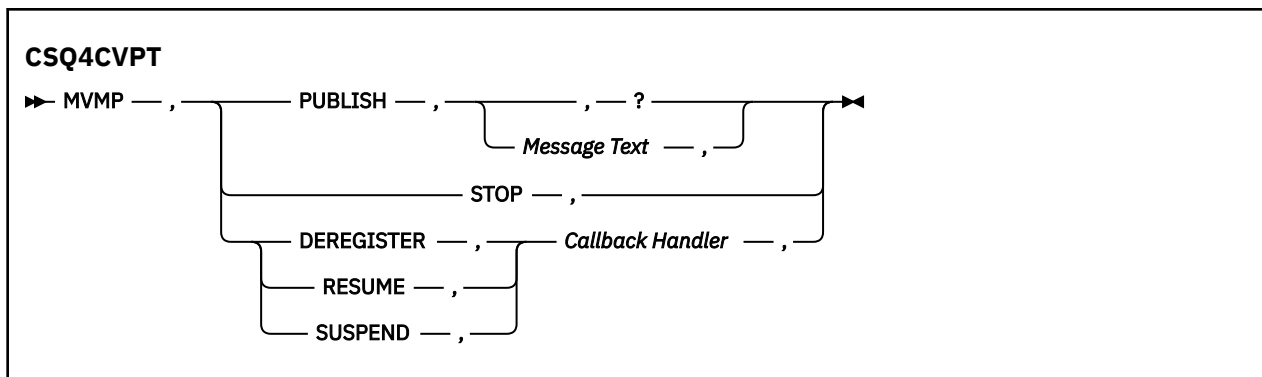 CSQ4CVPT
MVMP , PUBLISH , , ?
Message Text ,
STOP ,
DEREGISTER , Callback Handler ,
RESUME ,
SUSPEND ,